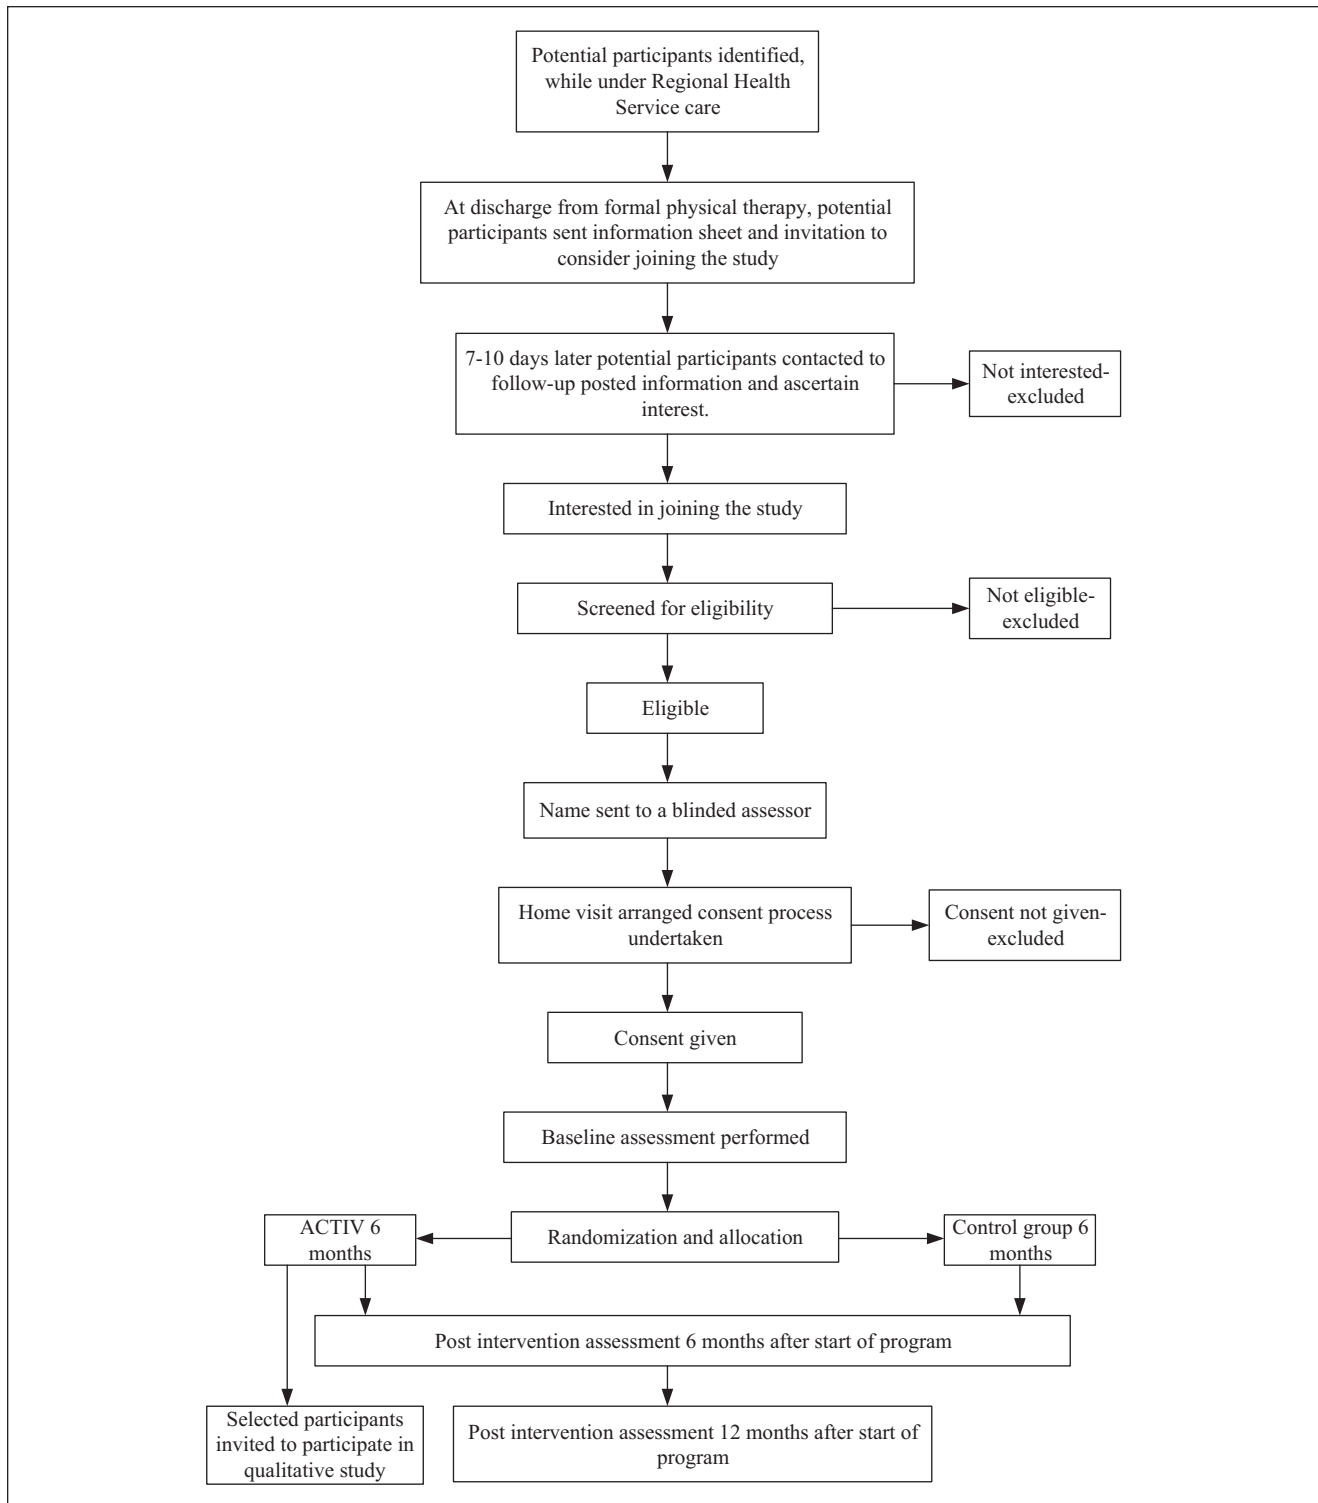 Potential participants identified,
while under Regional Health
Service care
At discharge from formal physical therapy, potential
participants sent information sheet and invitation to
consider joining the study
7-10 days later potential participants contacted to
follow-up posted information and ascertain
interest.
Not interested-
excluded
Interested in joining the study
Screened for eligibility
Not eligible-
excluded
Eligible
Name sent to a blinded assessor
Home visit arranged consent process
undertaken
Consent not given-
excluded
Consent given
Baseline assessment performed
ACTIV 6
months
Randomization and allocation
Control group 6
months
Post intervention assessment 6 months after start of program
Selected participants
invited to participate in
qualitative study
Post intervention assessment 12 months after start of
program